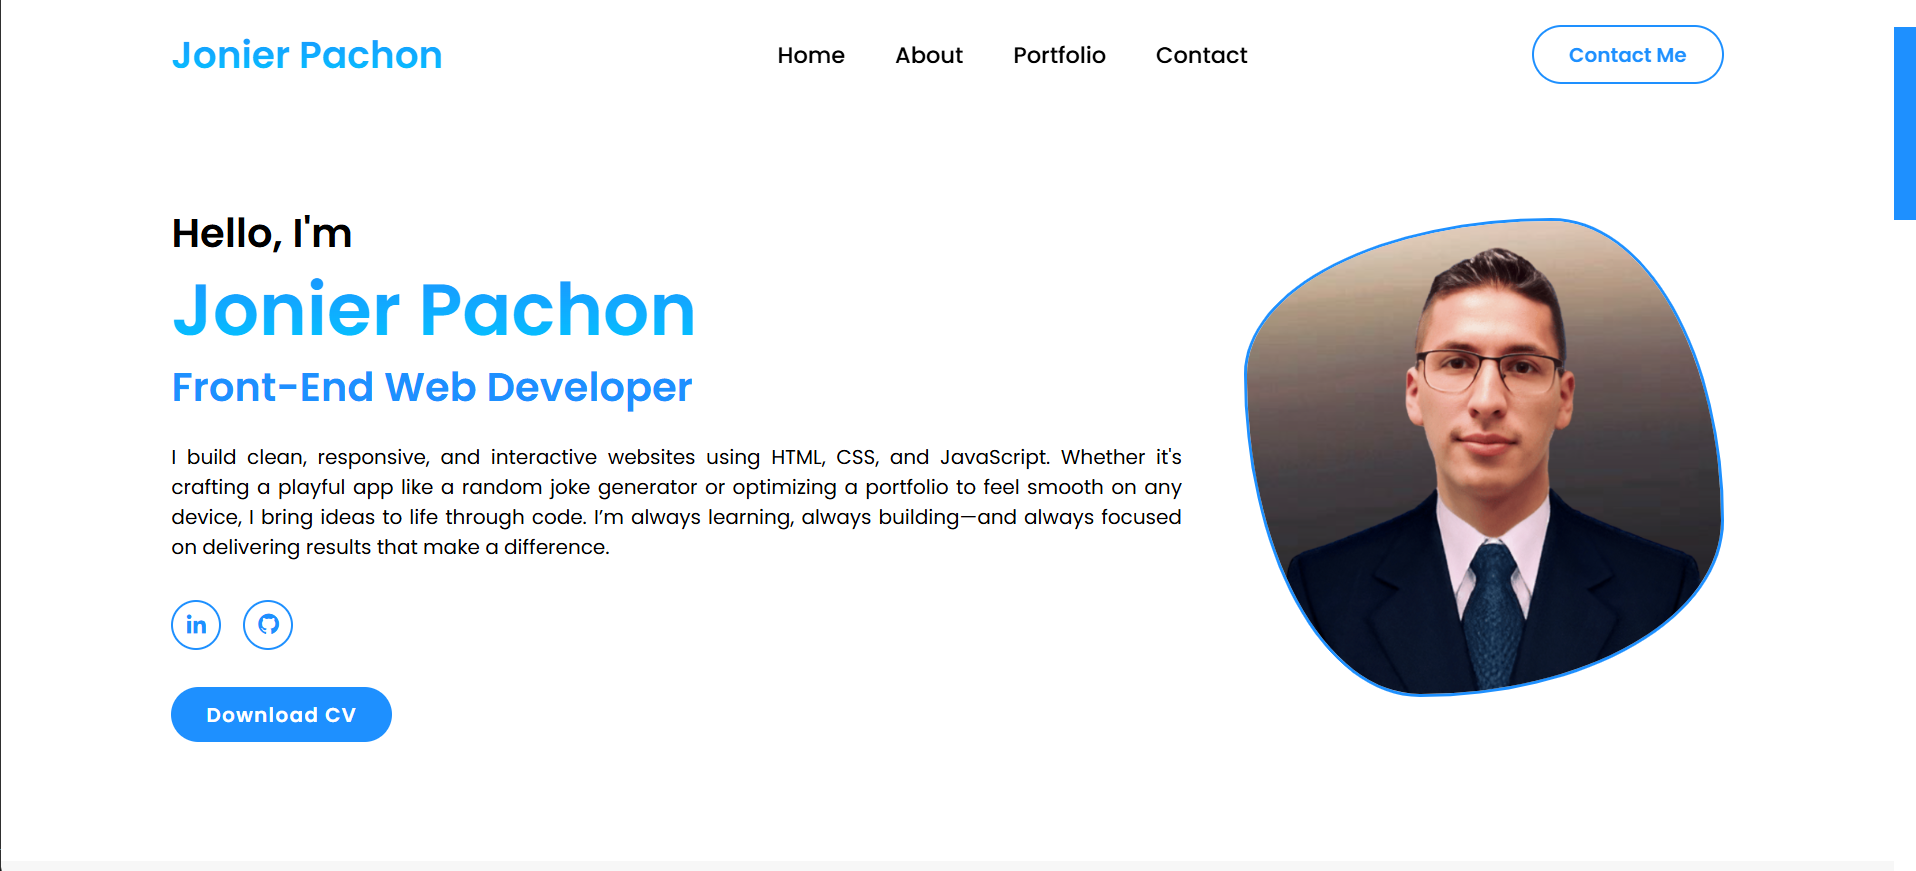 Jonier Pachon
Home About Portfolio Contact
Contact Me
Hello, I'm
Jonier Pachon
Front-End Web Developer
I build clean, responsive, and interactive websites using HTML, CSS, and JavaScript. Whether it's
crafting a playful app like a random joke generator or optimizing a portfolio to feel smooth on any
device, I bring ideas to life through code. I’m always learning, always building—and always focused
on delivering results that make a difference.
in
Download CV